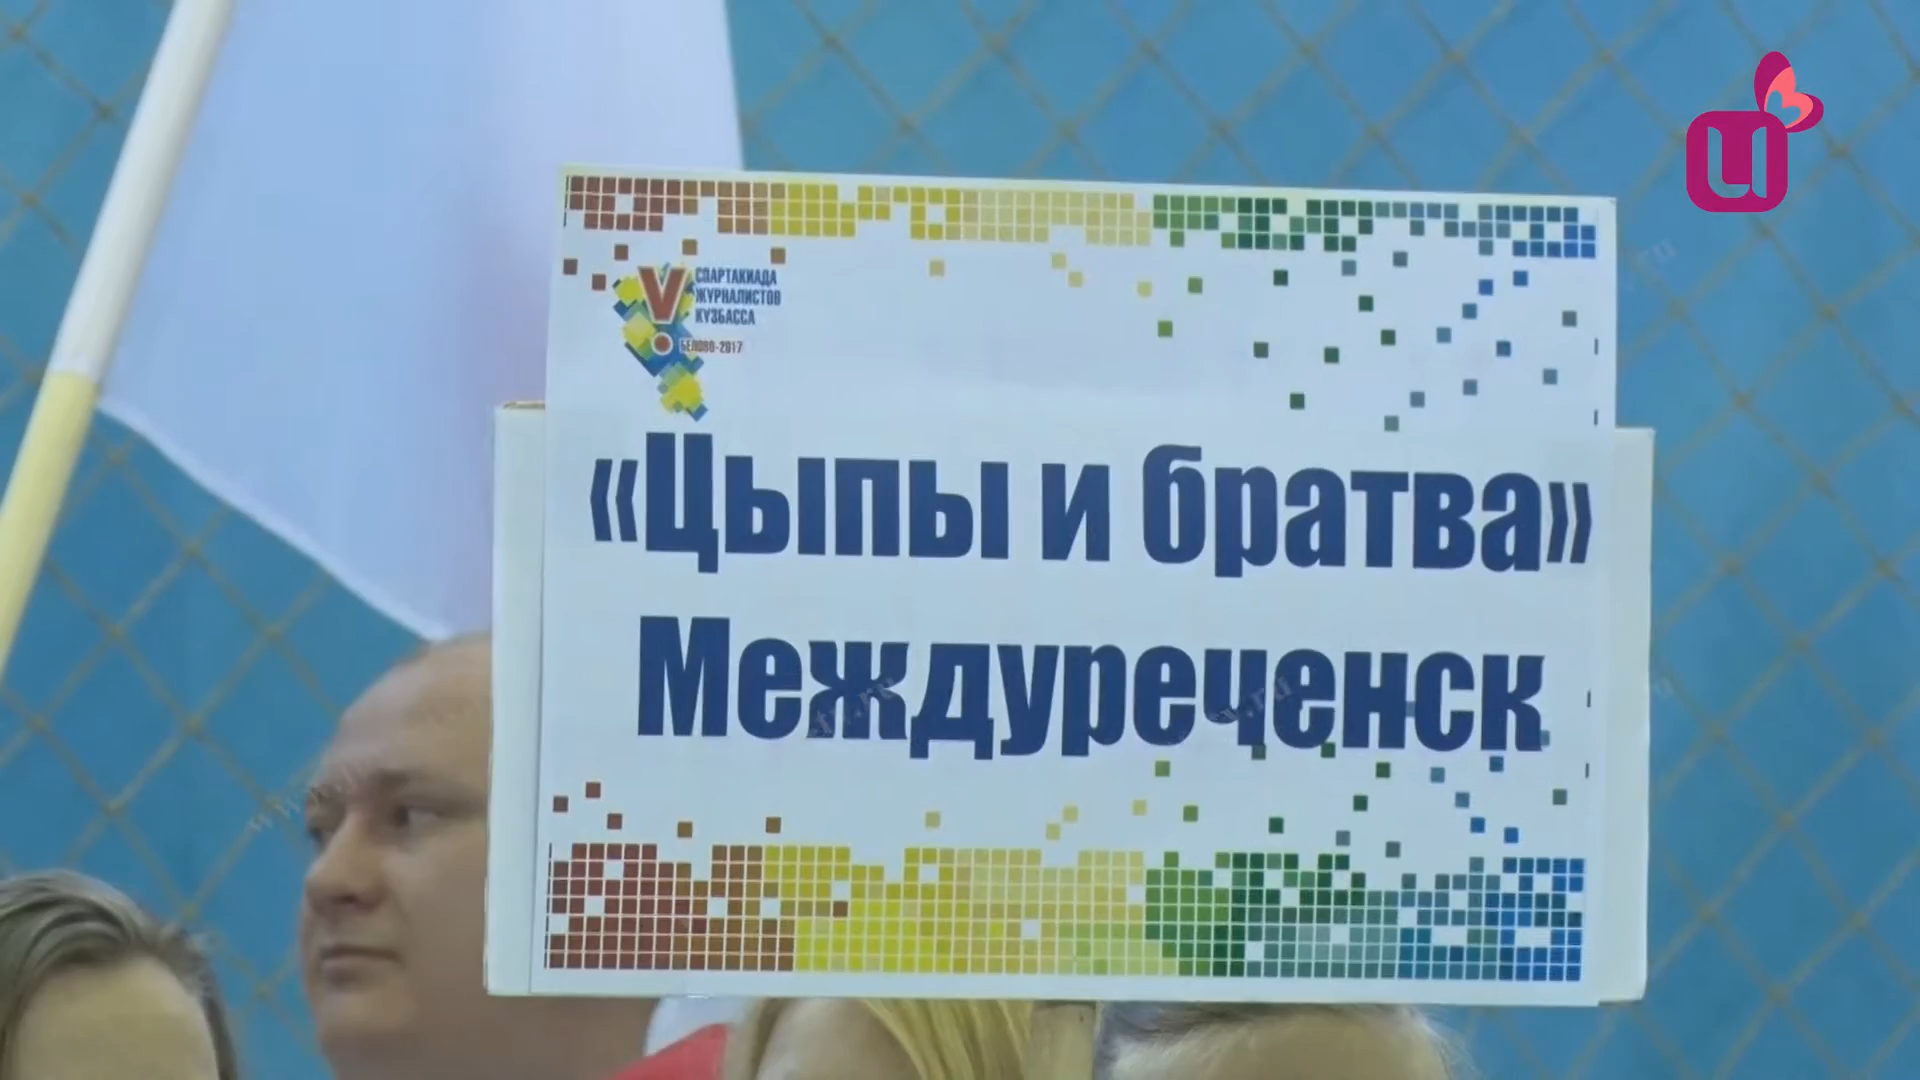 СПАРТАКИАДА
ЖУРНАЛИСТОВ
КУЗБАССА
БЕЛОВО-2017
«Цыпы и братва»
Междуреченск